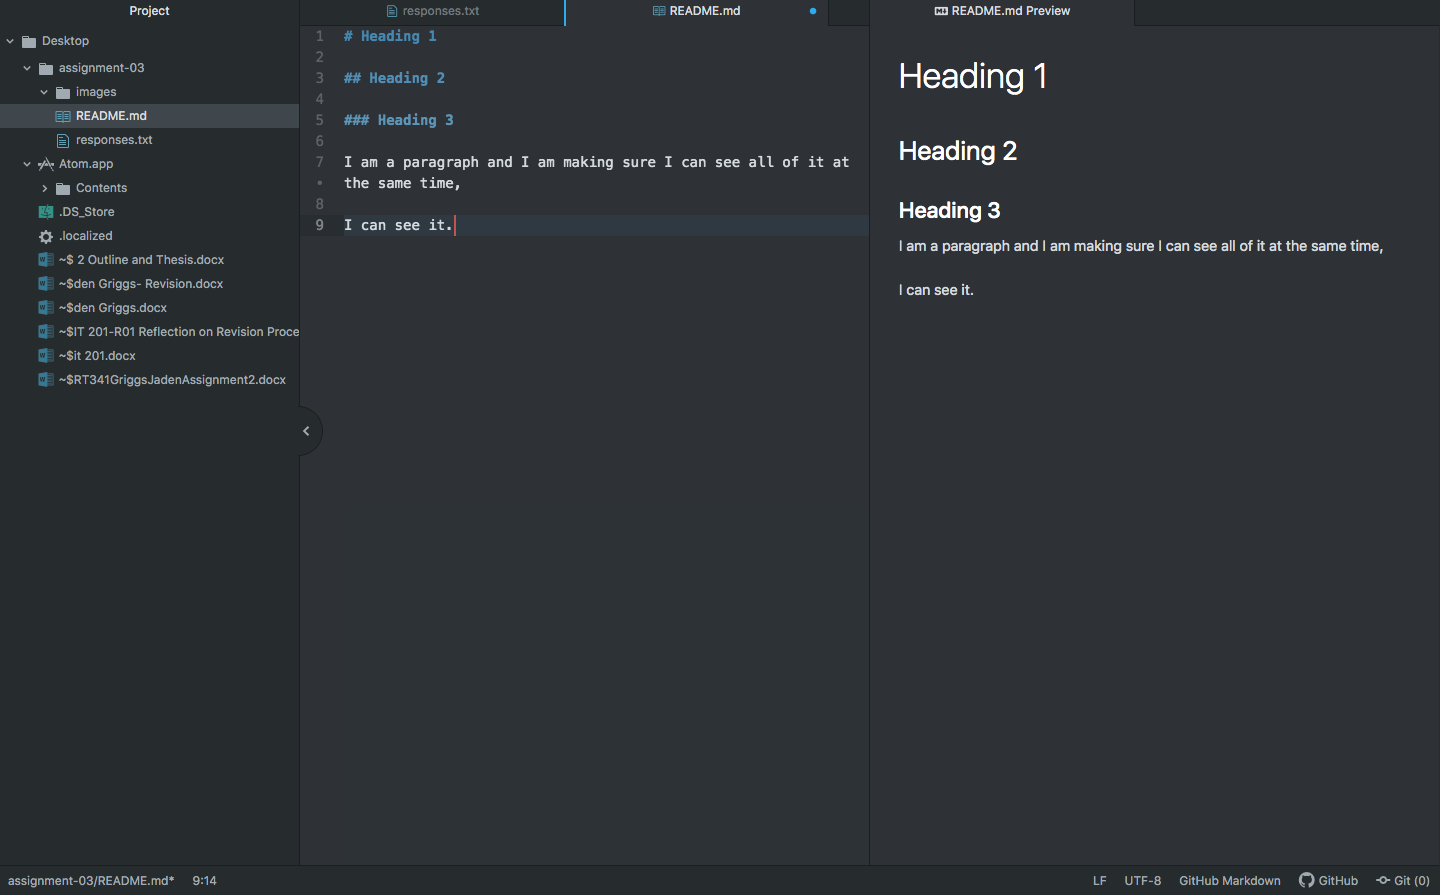 Project
Desktop
assignment-03
images
README.md
responses.txt
Atom.app
Contents
.DS_Store
.localized
~$ 2 Outline and Thesis.docx
~$den Griggs- Revision.docx
~$den Griggs.docx
~$IT 201-R01 Reflection on Revision Proce
~$it 201.docx
~$RT341GriggsJadenAssignment2.docx
responses.txt
README.md
1 # Heading 1
2
3 ## Heading 2
4
5 ### Heading 3
6
7 I am a paragraph and I am making sure I can see all of it at
• the same time,
8
9 I can see it.
README.md Preview
Heading 1
Heading 2
Heading 3
I am a paragraph and I am making sure I can see all of it at the same time,
I can see it.
assignment-03/README.md* 9:14
LF UTF-8 GitHub Markdown GitHub Git (0)